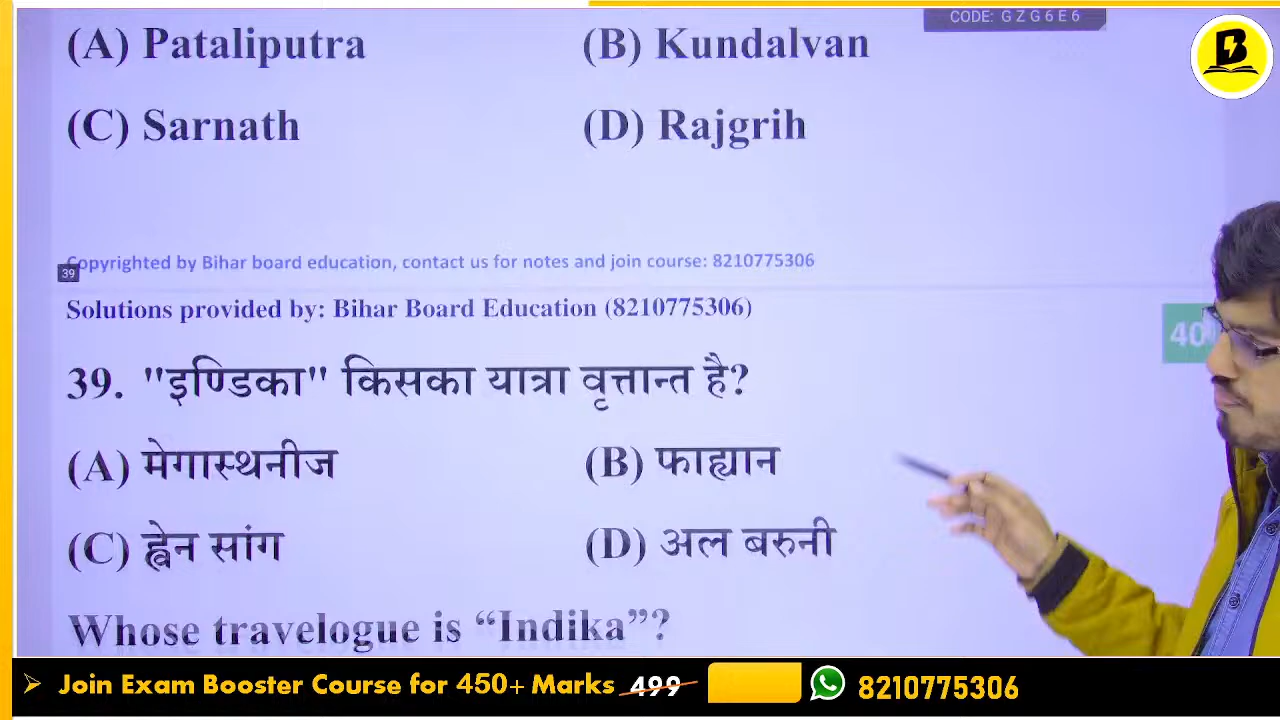 CODE: G Z G 6 E 6
B
(A) Pataliputra (B) Kundalvan
(C) Sarnath (D) Rajgrih
Copyrighted by Bihar board education, contact us for notes and join course: 8210775306
39
Solutions provided by: Bihar Board Education (8210775306)
40
39. "इण्डिका" किसका यात्रा वृत्तान्त है?
(A) मेगास्थनीज (B) फाह्यान
(C) ह्वेन सांग (D) अल बरुनी
Whose travelogue is “Indika”?
Join Exam Booster Course for 450+ Marks 499 8210775306